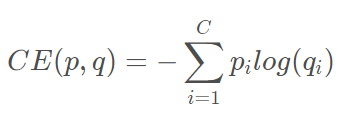 CE(p, q) = − ∑_{i=1}^{C} p_i log(q_i)